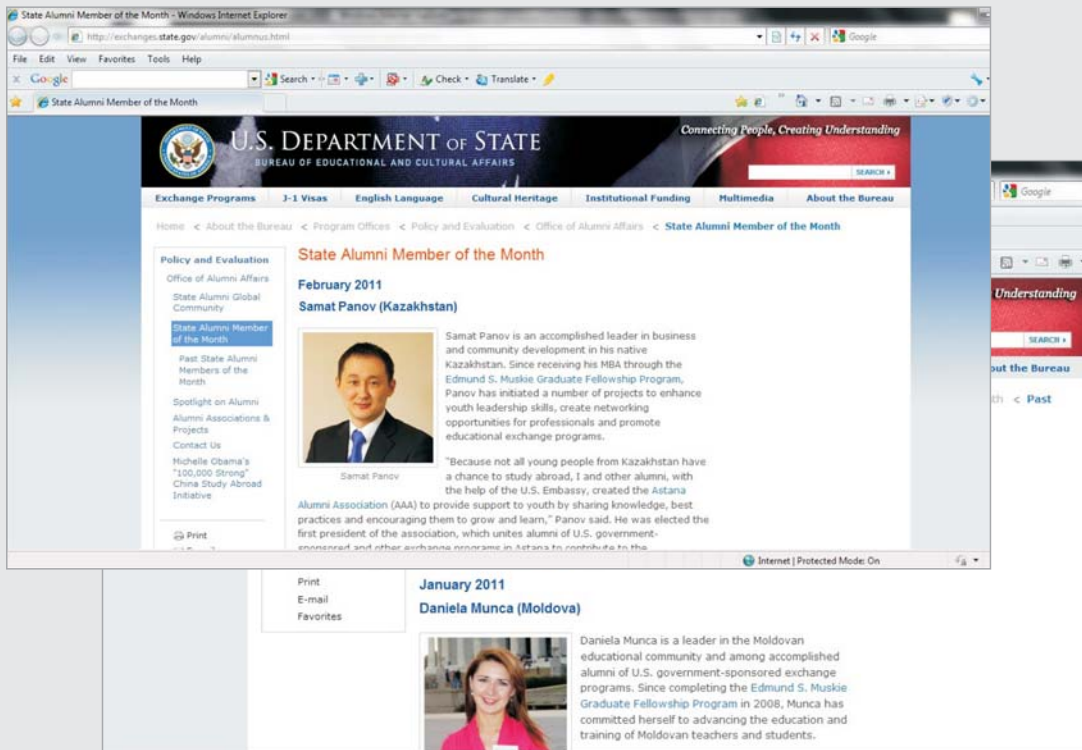 State Alumni Member of the Month - Windows Internet Explorer
http://exchanges.state.gov/alumni/alumnus.html
Google
File Edit View Favorites Tools Help
x Google
Search
Check
Translate
State Alumni Member of the Month
U.S. DEPARTMENT OF STATE
BUREAU OF EDUCATIONAL AND CULTURAL AFFAIRS
Connecting People, Creating Understanding
SEARCH
Exchange Programs J-1 Visas English Language Cultural Heritage Institutional Funding Multimedia About the Bureau
Home < About the Bureau < Program Offices < Policy and Evaluation < Office of Alumni Affairs < State Alumni Member of the Month
Policy and Evaluation
Office of Alumni Affairs
State Alumni Global
Community
State Alumni Member
of the Month
Past State Alumni
Members of the
Month
Spotlight on Alumni
Alumni Associations &
Projects
Contact Us
Michelle Obama's
"100,000 Strong"
China Study Abroad
Initiative
Print
State Alumni Member of the Month
February 2011
Samat Panov (Kazakhstan)
Samat Panov
Samat Panov is an accomplished leader in business
and community development in his native
Kazakhstan. Since receiving his MBA through the
Edmund S. Muskie Graduate Fellowship Program,
Panov has initiated a number of projects to enhance
youth leadership skills, create networking
opportunities for professionals and promote
educational exchange programs.
"Because not all young people from Kazakhstan have
a chance to study abroad, I and other alumni, with
the help of the U.S. Embassy, created the Astana
Alumni Association (AAA) to provide support to youth by sharing knowledge, best
practices and encouraging them to grow and learn," Panov said. He was elected the
first president of the association, which unites alumni of U.S. government-
sponsored and other exchange programs in Astana to contribute to the
Internet | Protected Mode: On
Google
Understanding
SEARCH
out the Bureau
th < Past
Print
E-mail
Favorites
January 2011
Daniela Munca (Moldova)
Daniela Munca is a leader in the Moldovan
educational community and among accomplished
alumni of U.S. government-sponsored exchange
programs. Since completing the Edmund S. Muskie
Graduate Fellowship Program in 2008, Munca has
committed herself to advancing the education and
training of Moldovan teachers and students.